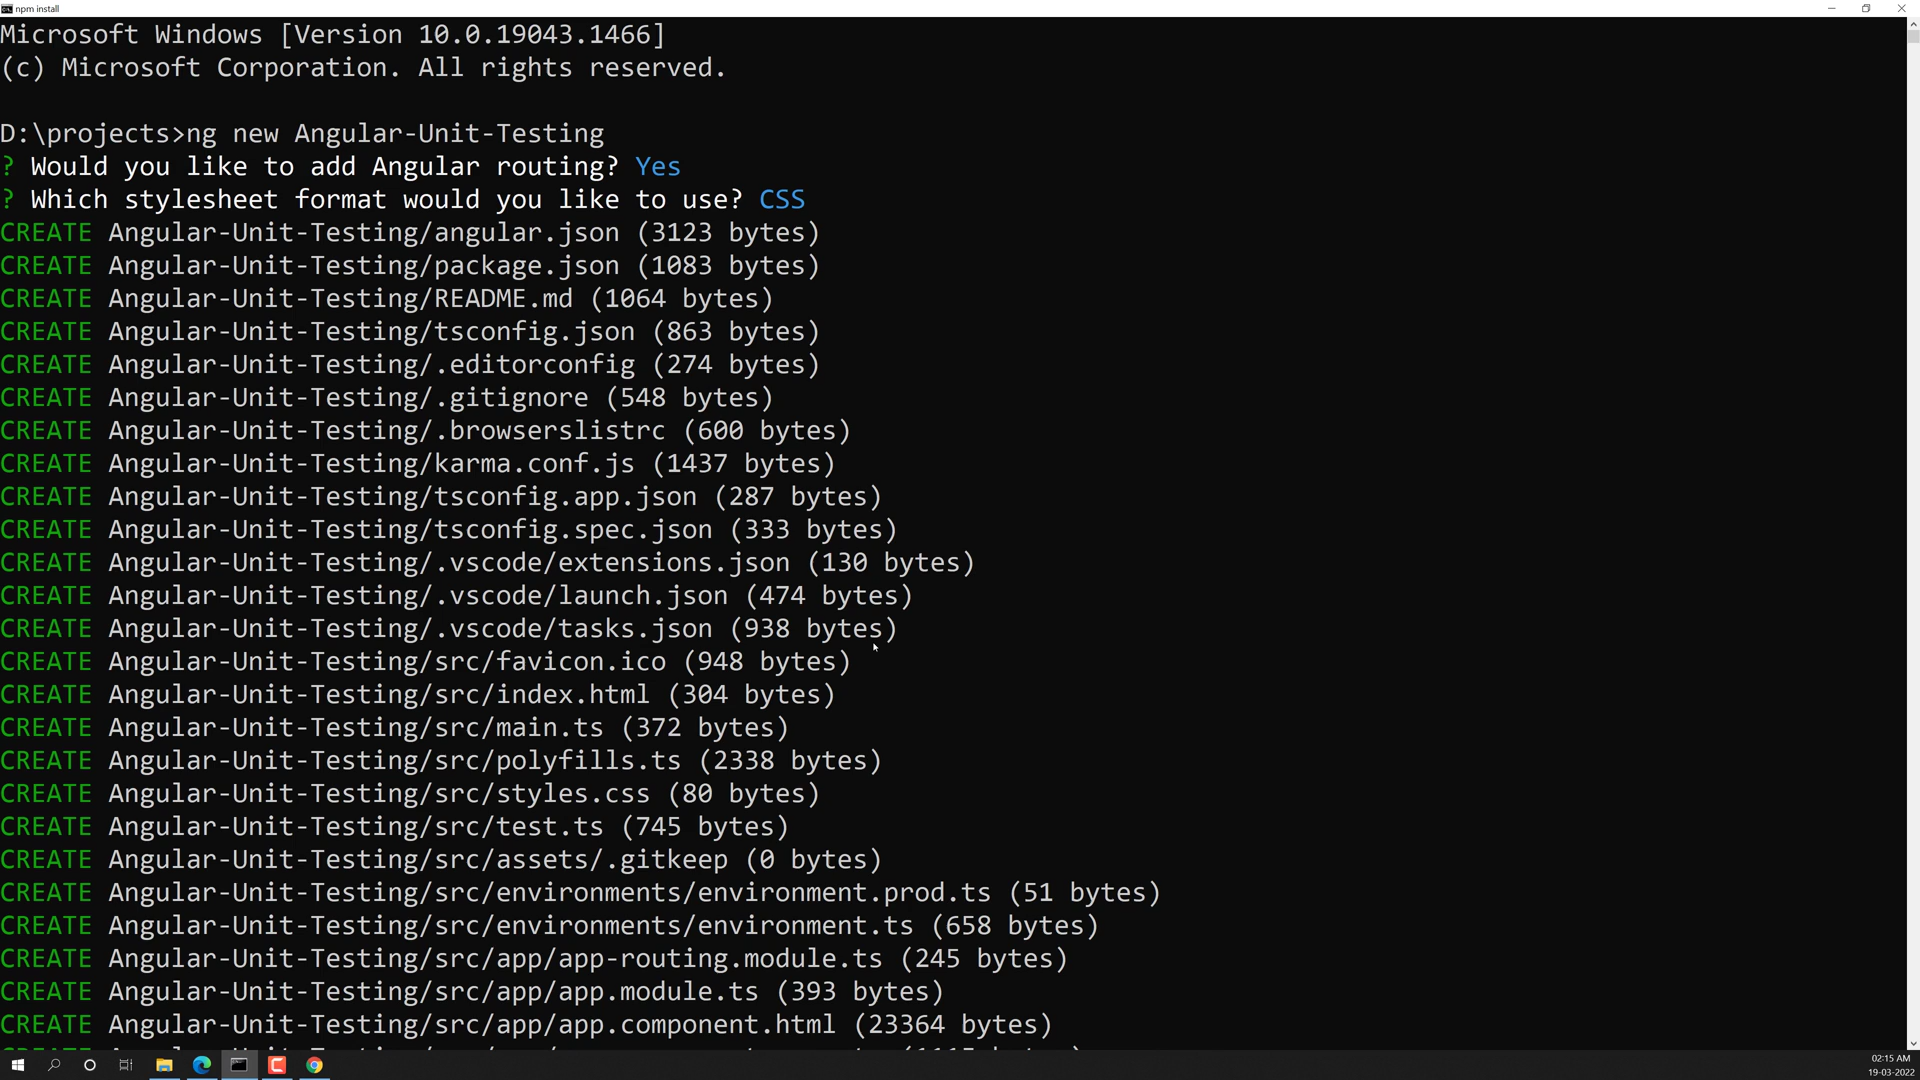 npm install
Microsoft Windows [Version 10.0.19043.1466]
(c) Microsoft Corporation. All rights reserved.
D:\projects>ng new Angular-Unit-Testing
? Would you like to add Angular routing? Yes
? Which stylesheet format would you like to use? CSS
CREATE Angular-Unit-Testing/angular.json (3123 bytes)
CREATE Angular-Unit-Testing/package.json (1083 bytes)
CREATE Angular-Unit-Testing/README.md (1064 bytes)
CREATE Angular-Unit-Testing/tsconfig.json (863 bytes)
CREATE Angular-Unit-Testing/.editorconfig (274 bytes)
CREATE Angular-Unit-Testing/.gitignore (548 bytes)
CREATE Angular-Unit-Testing/.browserslistrc (600 bytes)
CREATE Angular-Unit-Testing/karma.conf.js (1437 bytes)
CREATE Angular-Unit-Testing/tsconfig.app.json (287 bytes)
CREATE Angular-Unit-Testing/tsconfig.spec.json (333 bytes)
CREATE Angular-Unit-Testing/.vscode/extensions.json (130 bytes)
CREATE Angular-Unit-Testing/.vscode/launch.json (474 bytes)
CREATE Angular-Unit-Testing/.vscode/tasks.json (938 bytes)
CREATE Angular-Unit-Testing/src/favicon.ico (948 bytes)
CREATE Angular-Unit-Testing/src/index.html (304 bytes)
CREATE Angular-Unit-Testing/src/main.ts (372 bytes)
CREATE Angular-Unit-Testing/src/polyfills.ts (2338 bytes)
CREATE Angular-Unit-Testing/src/styles.css (80 bytes)
CREATE Angular-Unit-Testing/src/test.ts (745 bytes)
CREATE Angular-Unit-Testing/src/assets/.gitkeep (0 bytes)
CREATE Angular-Unit-Testing/src/environments/environment.prod.ts (51 bytes)
CREATE Angular-Unit-Testing/src/environments/environment.ts (658 bytes)
CREATE Angular-Unit-Testing/src/app/app-routing.module.ts (245 bytes)
CREATE Angular-Unit-Testing/src/app/app.module.ts (393 bytes)
CREATE Angular-Unit-Testing/src/app/app.component.html (23364 bytes)
02:15 AM
19-03-2022